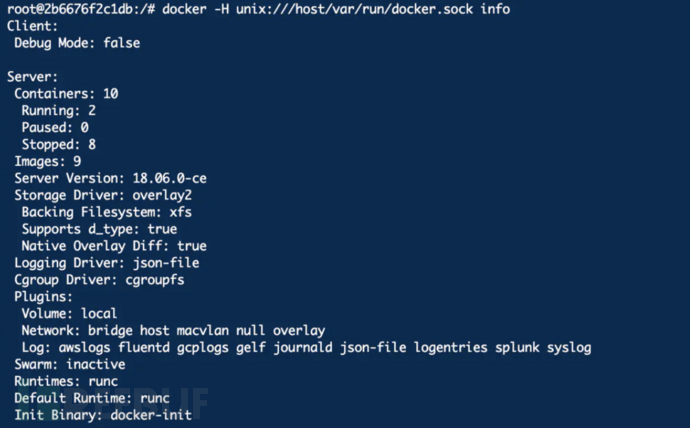 root@2b6676f2c1db:/# docker -H unix:///host/var/run/docker.sock info
Client:
 Debug Mode: false

Server:
 Containers: 10
  Running: 2
  Paused: 0
  Stopped: 8
 Images: 9
 Server Version: 18.06.0-ce
 Storage Driver: overlay2
  Backing Filesystem: xfs
  Supports d_type: true
  Native Overlay Diff: true
 Logging Driver: json-file
 Cgroup Driver: cgroupfs
 Plugins:
  Volume: local
  Network: bridge host macvlan null overlay
  Log: awslogs fluentd gcplogs gelf journald json-file logentries splunk syslog
 Swarm: inactive
 Runtimes: runc
 Default Runtime: runc
 Init Binary: docker-init